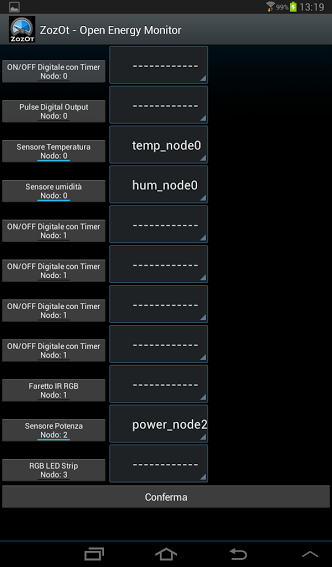 99% 13:19
ZozOt
ZozOt - Open Energy Monitor
ON/OFF Digitale con Timer
Nodo: 0
------------
Pulse Digital Output
Nodo: 0
------------
Sensore Temperatura
Nodo: 0
temp_node0
Sensore umidità
Nodo: 0
hum_node0
ON/OFF Digitale con Timer
Nodo: 1
------------
ON/OFF Digitale con Timer
Nodo: 1
------------
ON/OFF Digitale con Timer
Nodo: 1
------------
ON/OFF Digitale con Timer
Nodo: 1
------------
Faretto IR RGB
Nodo: 1
------------
Sensore Potenza
Nodo: 2
power_node2
RGB LED Strip
Nodo: 3
------------
Conferma